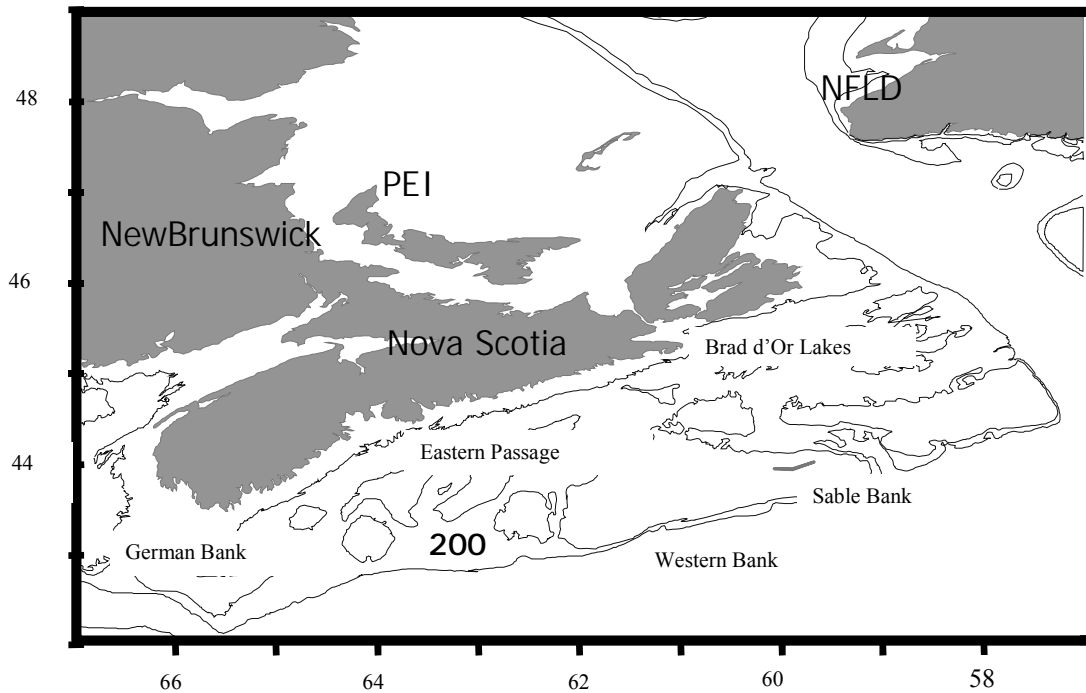 48
NFLD
PEI
NewBrunswick
46
Nova Scotia
Brad d'Or Lakes
44
Eastern Passage
Sable Bank
200
German Bank
Western Bank
66
64
62
60
58